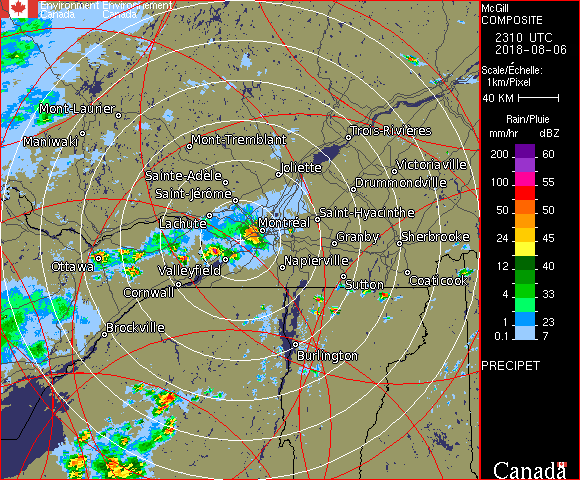 Environment Environnement
Canada Canada
McGill
COMPOSITE
2310 UTC
2018-08-06
Scale/Échelle:
1km/Pixel
40 KM
Rain/Pluie
mm/hr dBZ
200 60
100 55
50 50
24 45
12 40
4 33
1 23
0.1 7
PRECIPET
Canada
Mont-Laurier
Maniwaki
Mont-Tremblant
Trois-Rivières
Joliette
Victoriaville
Sainte-Adèle
Drummondville
Saint-Jérôme
Saint-Hyacinthe
Lachute
Montréal
Granby
Sherbrooke
Ottawa
Valleyfield
Napierville
Cornwall
Sutton
Coaticook
Brockville
Burlington